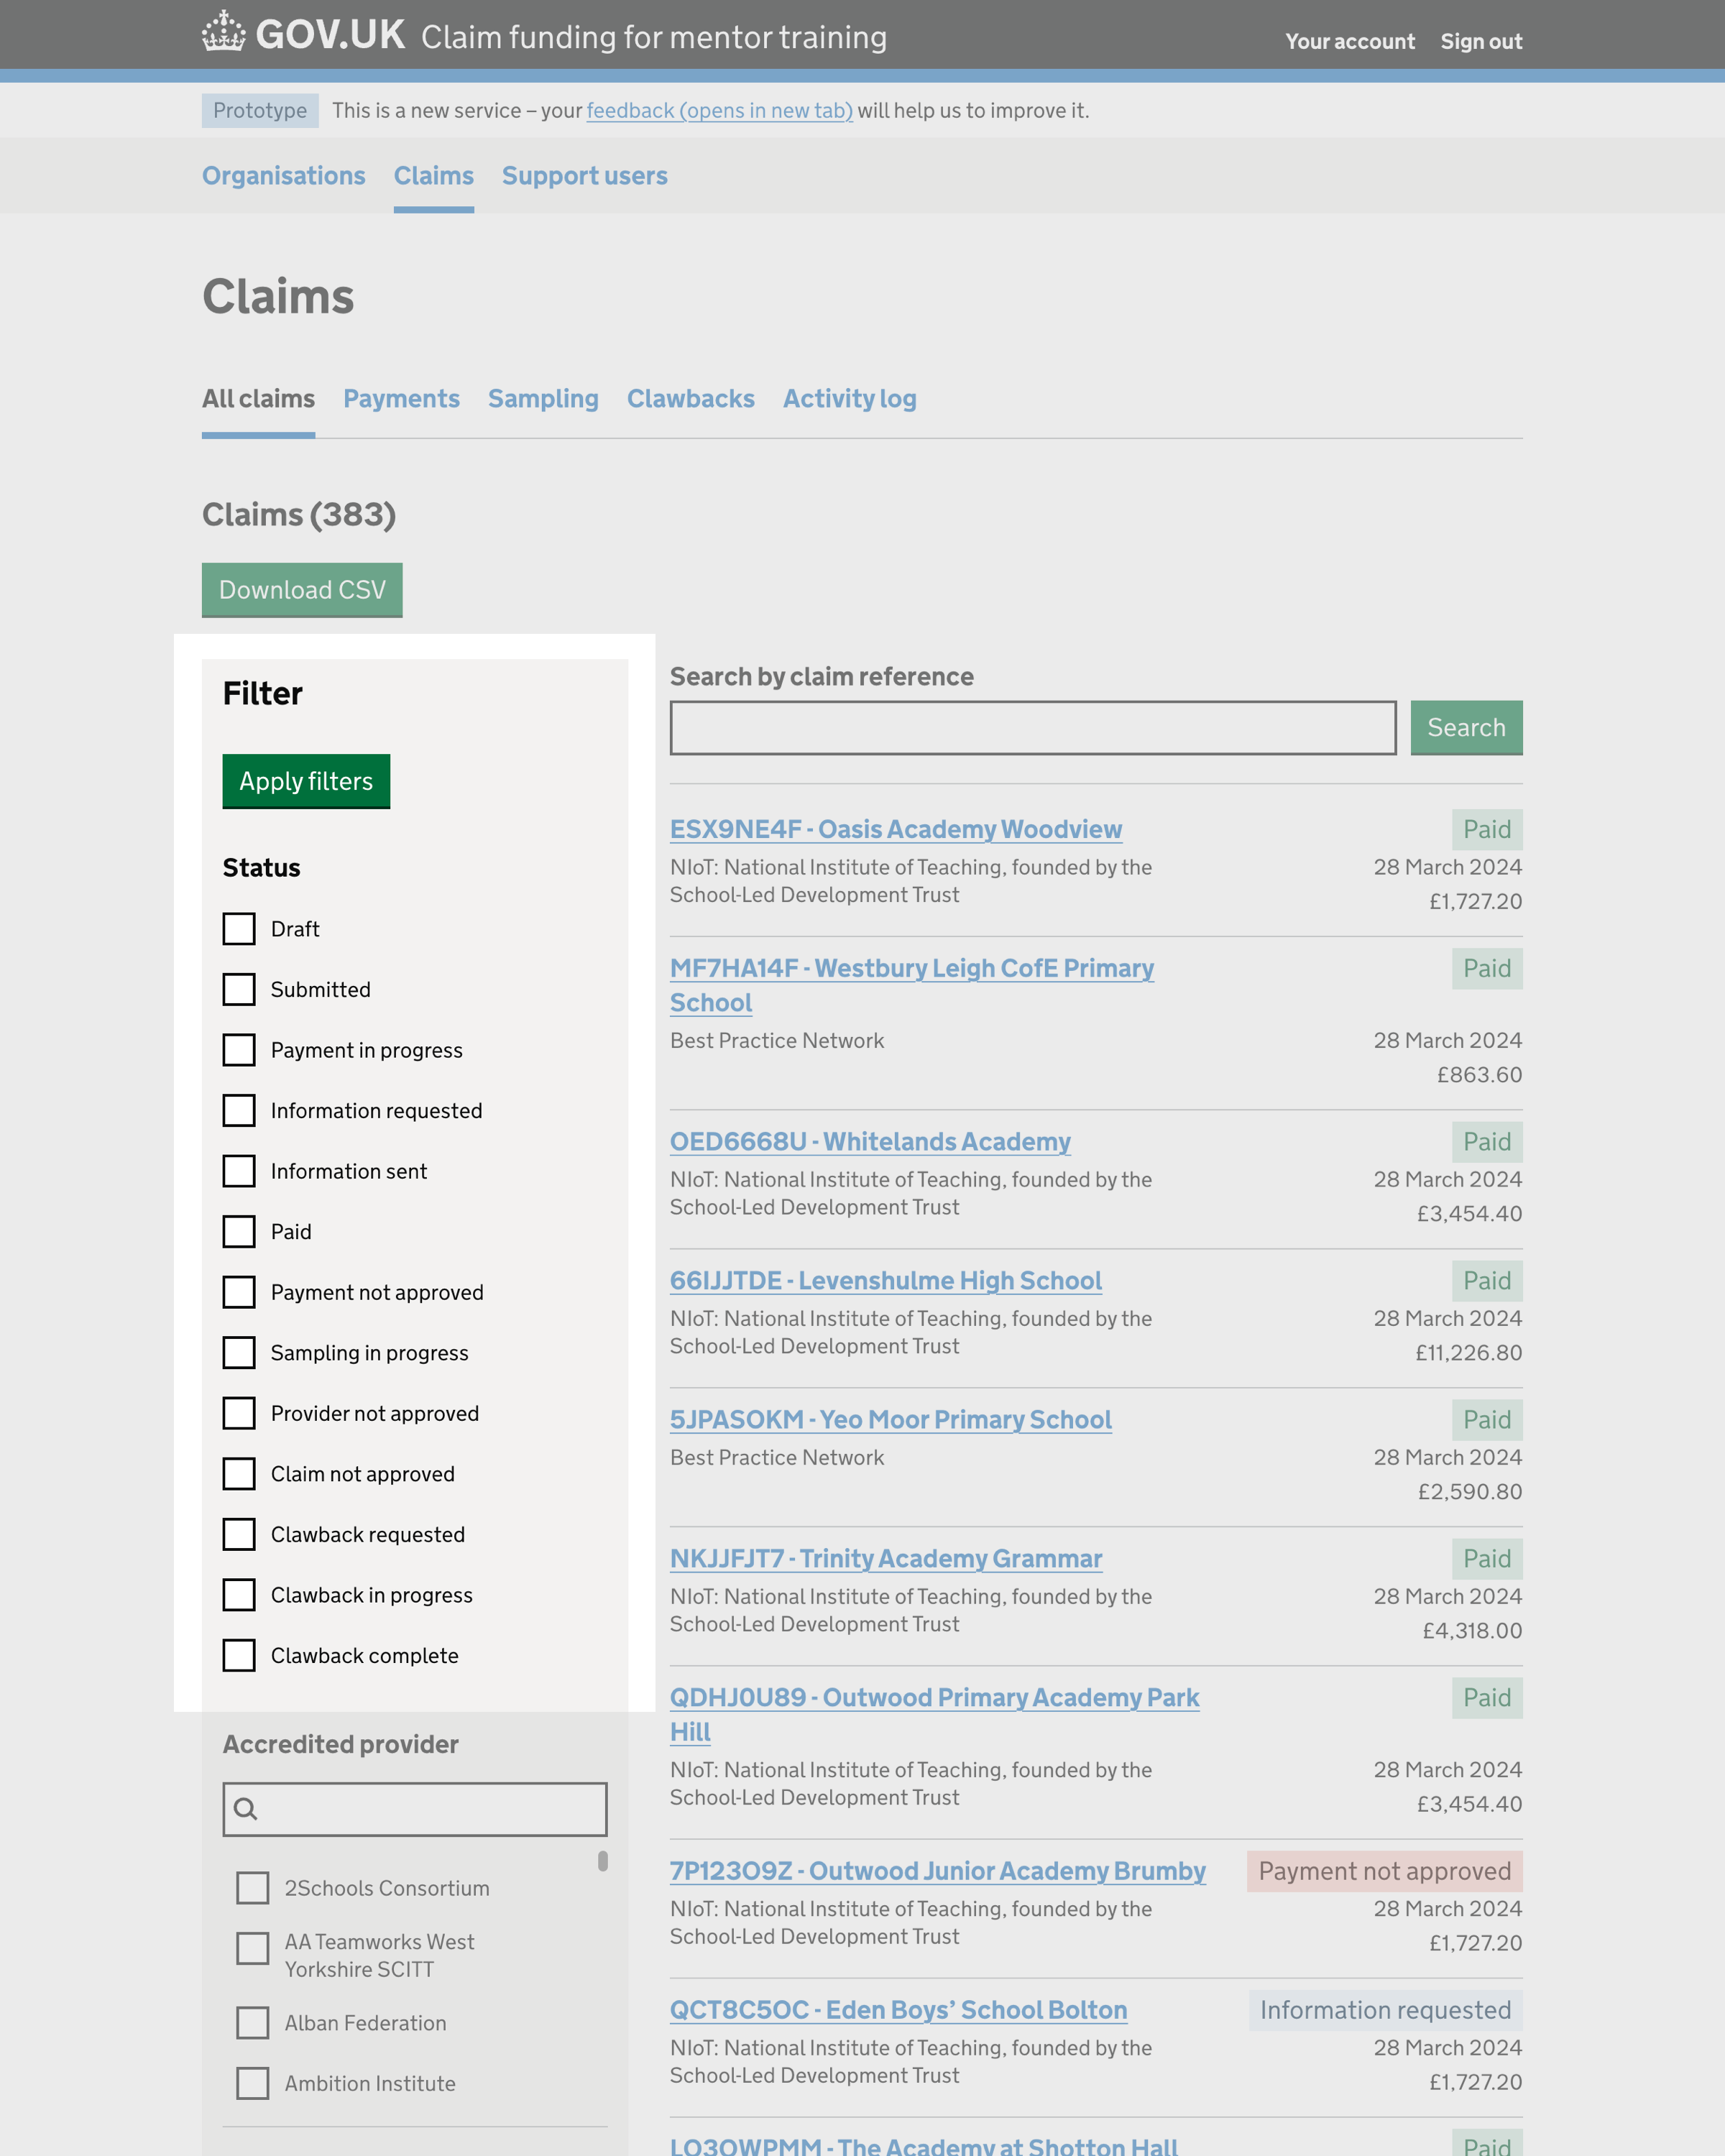 GOV.UK Claim funding for mentor training
Your account Sign out
Prototype This is a new service – your feedback (opens in new tab) will help us to improve it.
Organisations Claims Support users
Claims
All claims Payments Sampling Clawbacks Activity log
Claims (383)
Download CSV
Filter
Apply filters
Status
Draft
Submitted
Payment in progress
Information requested
Information sent
Paid
Payment not approved
Sampling in progress
Provider not approved
Claim not approved
Clawback requested
Clawback in progress
Clawback complete
Accredited provider
2Schools Consortium
AA Teamworks West
Yorkshire SCITT
Alban Federation
Ambition Institute
Search by claim reference
Search
ESX9NE4F - Oasis Academy Woodview
Paid
NIoT: National Institute of Teaching, founded by the
School-Led Development Trust
28 March 2024
£1,727.20
MF7HA14F - Westbury Leigh CofE Primary
School
Paid
Best Practice Network
28 March 2024
£863.60
OED6668U - Whitelands Academy
Paid
NIoT: National Institute of Teaching, founded by the
School-Led Development Trust
28 March 2024
£3,454.40
66IJJTDE - Levenshulme High School
Paid
NIoT: National Institute of Teaching, founded by the
School-Led Development Trust
28 March 2024
£11,226.80
5JPASOKM - Yeo Moor Primary School
Paid
Best Practice Network
28 March 2024
£2,590.80
NKJJFJT7 - Trinity Academy Grammar
Paid
NIoT: National Institute of Teaching, founded by the
School-Led Development Trust
28 March 2024
£4,318.00
QDHJ0U89 - Outwood Primary Academy Park
Hill
Paid
NIoT: National Institute of Teaching, founded by the
School-Led Development Trust
28 March 2024
£3,454.40
7P123O9Z - Outwood Junior Academy Brumby
Payment not approved
NIoT: National Institute of Teaching, founded by the
School-Led Development Trust
28 March 2024
£1,727.20
QCT8C5OC - Eden Boys’ School Bolton
Information requested
NIoT: National Institute of Teaching, founded by the
School-Led Development Trust
28 March 2024
£1,727.20
LO3OWPMM - The Academy at Shotton Hall
Paid